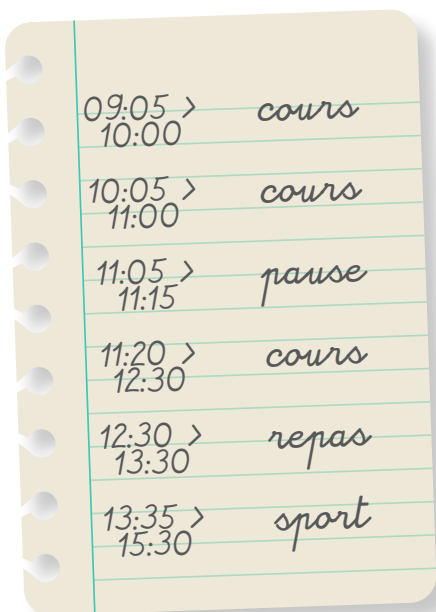 09:05 > cours
10:00
10:05 > cours
11:00
11:05 > pause
11:15
11:20 > cours
12:30
12:30 > repas
13:30
13:35 > sport
15:30